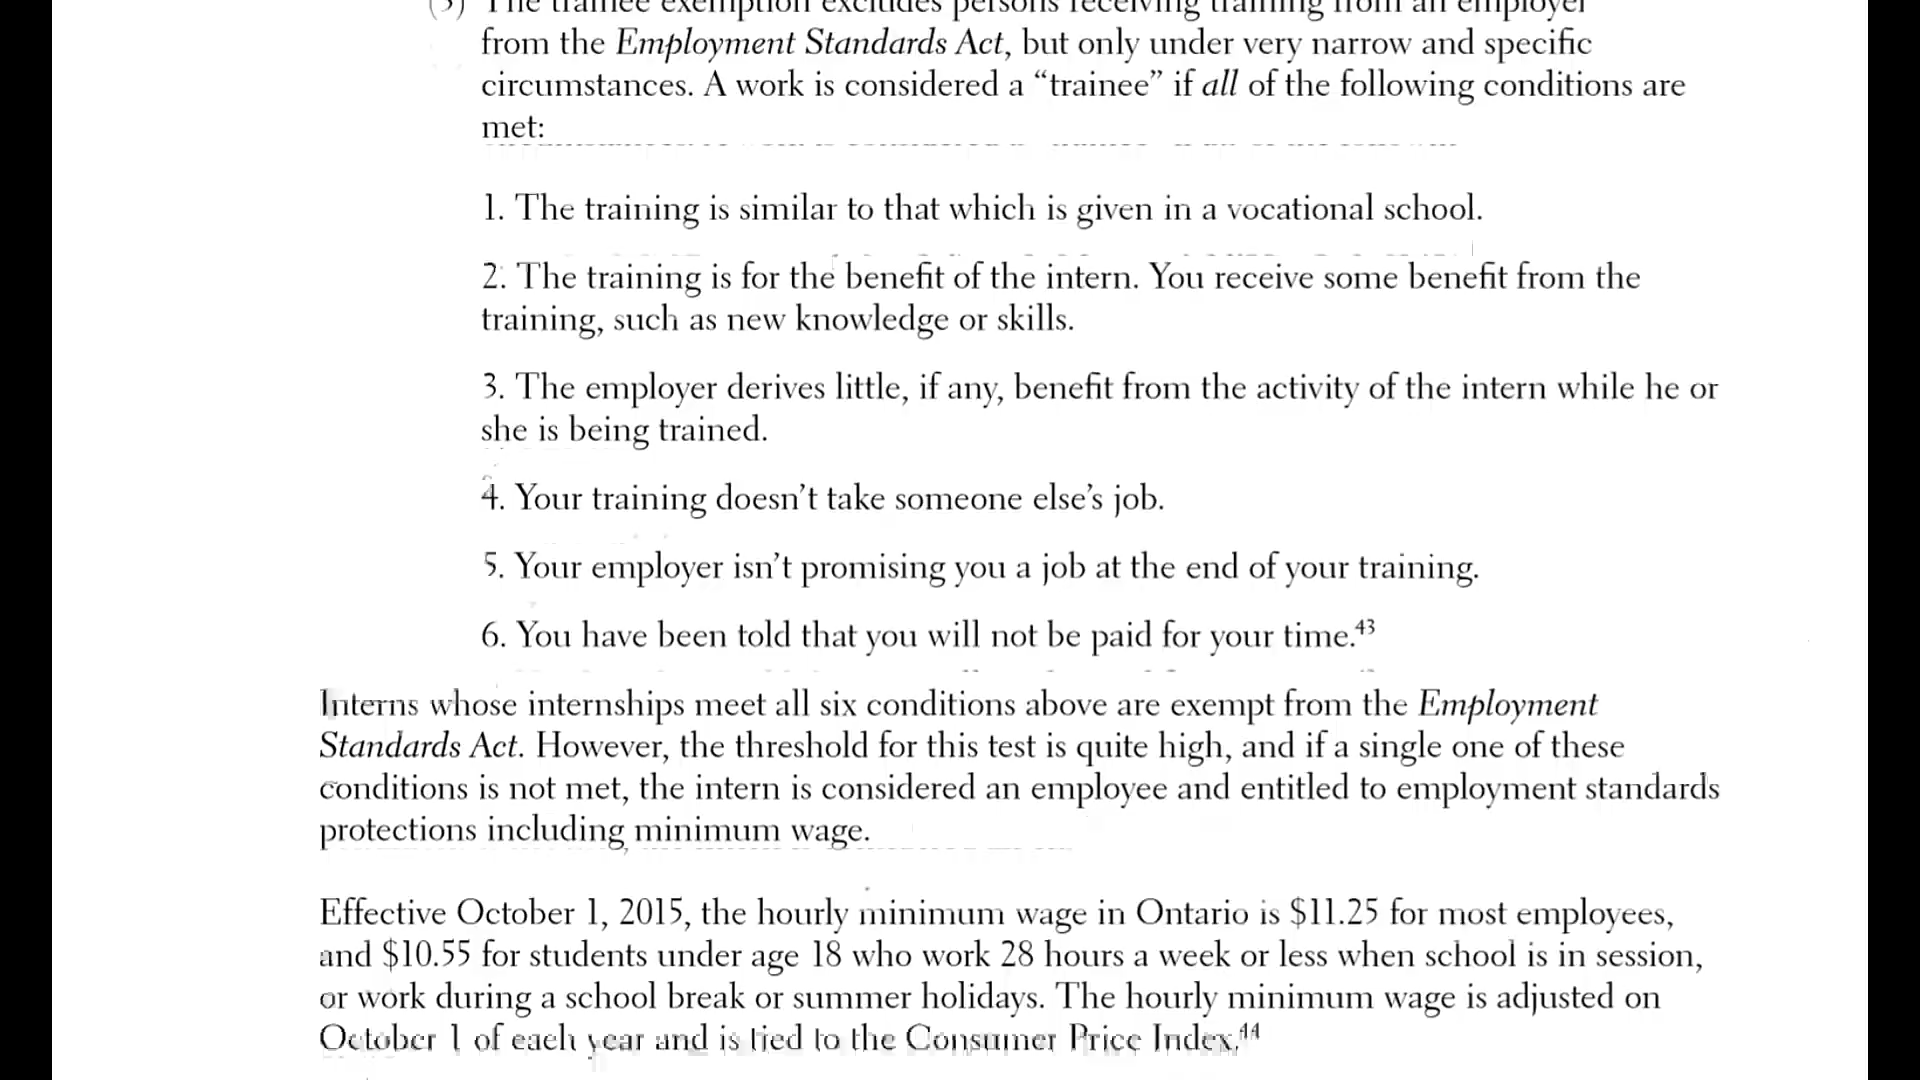 (3) The trainee exemption excludes persons receiving training from an employer
from the Employment Standards Act, but only under very narrow and specific
circumstances. A work is considered a “trainee” if all of the following conditions are
met:
1. The training is similar to that which is given in a vocational school.
2. The training is for the benefit of the intern. You receive some benefit from the
training, such as new knowledge or skills.
3. The employer derives little, if any, benefit from the activity of the intern while he or
she is being trained.
4. Your training doesn’t take someone else’s job.
5. Your employer isn’t promising you a job at the end of your training.
6. You have been told that you will not be paid for your time.43
Interns whose internships meet all six conditions above are exempt from the Employment
Standards Act. However, the threshold for this test is quite high, and if a single one of these
conditions is not met, the intern is considered an employee and entitled to employment standards
protections including minimum wage.
Effective October 1, 2015, the hourly minimum wage in Ontario is $11.25 for most employees,
and $10.55 for students under age 18 who work 28 hours a week or less when school is in session,
or work during a school break or summer holidays. The hourly minimum wage is adjusted on
October 1 of each year and is tied to the Consumer Price Index.44